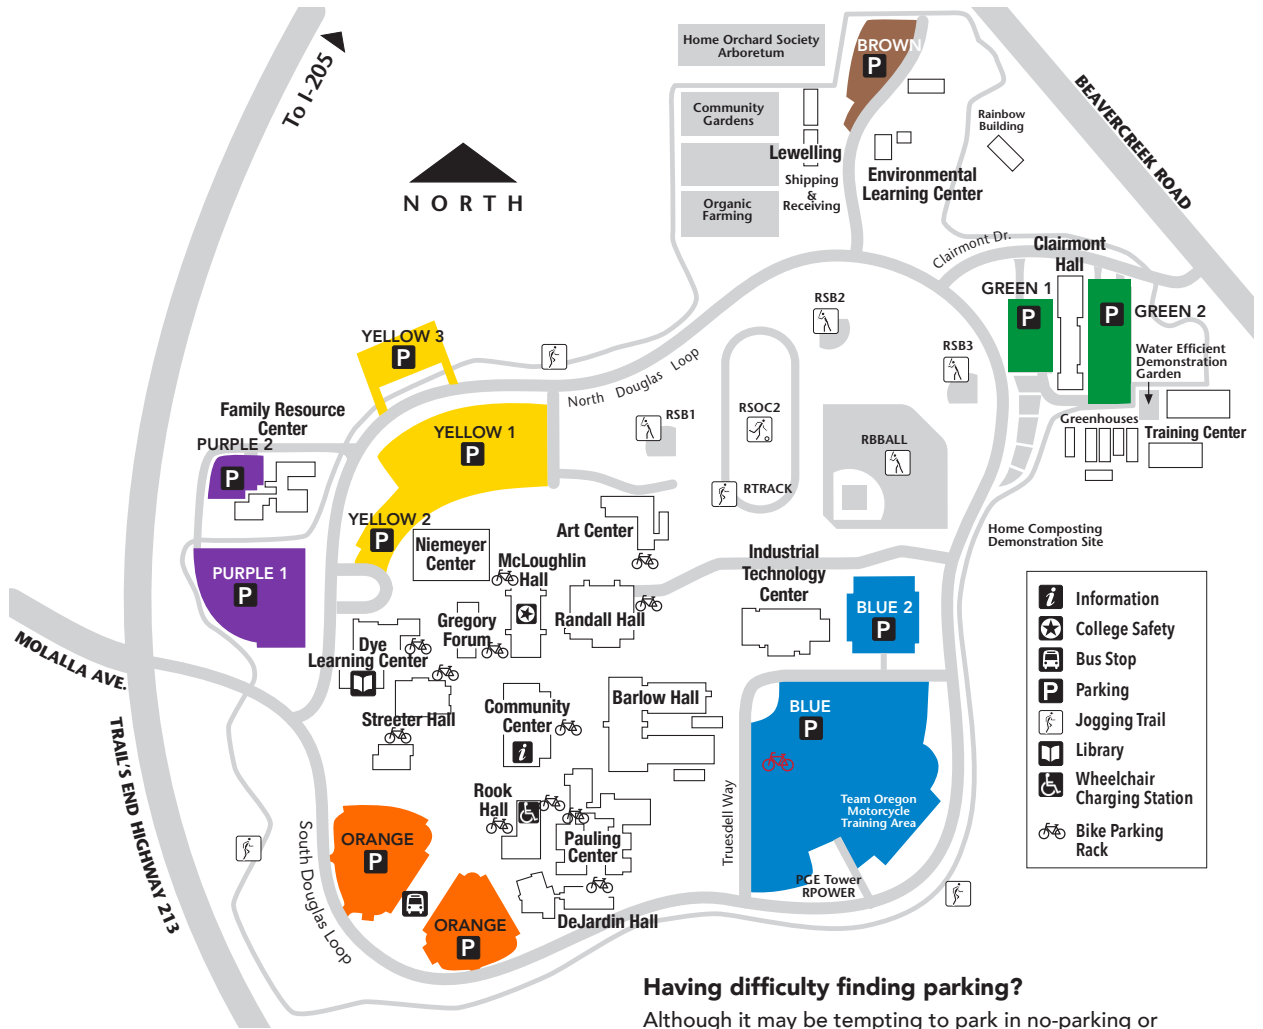 To I-205
NORTH
Home Orchard Society
Arboretum
BROWN
P
Community
Gardens
Lewelling
Shipping
&
Receiving
Organic
Farming
Environmental
Learning Center
Rainbow
Building
BEAVERCREEK ROAD
Clairmont Dr.
Clairmont
Hall
GREEN 1
P
P
GREEN 2
Water Efficient
Demonstration
Garden
Greenhouses
Training Center
RSB2
RSB3
RSB1
RSOC2
RBBALL
RTRACK
North Douglas Loop
YELLOW 3
P
YELLOW 1
P
YELLOW 2
P
Family Resource
Center
PURPLE 2
P
PURPLE 1
P
Niemeyer
Center
Art Center
McLoughlin
Hall
Gregory
Forum
Randall Hall
Industrial
Technology
Center
Home Composting
Demonstration Site
BLUE 2
P
Dye
Learning Center
Streeter Hall
Community
Center
i
Barlow Hall
BLUE
P
Team Oregon
Motorcycle
Training Area
PGE Tower
RPOWER
Truesdell Way
Rook
Hall
Pauling
Center
DeJardin Hall
ORANGE
P
ORANGE
P
South Douglas Loop
MOLALLA AVE.
TRAIL'S END HIGHWAY 213
i Information
College Safety
Bus Stop
P Parking
Jogging Trail
Library
Wheelchair
Charging Station
Bike Parking
Rack
Having difficulty finding parking?
Although it may be tempting to park in no-parking or